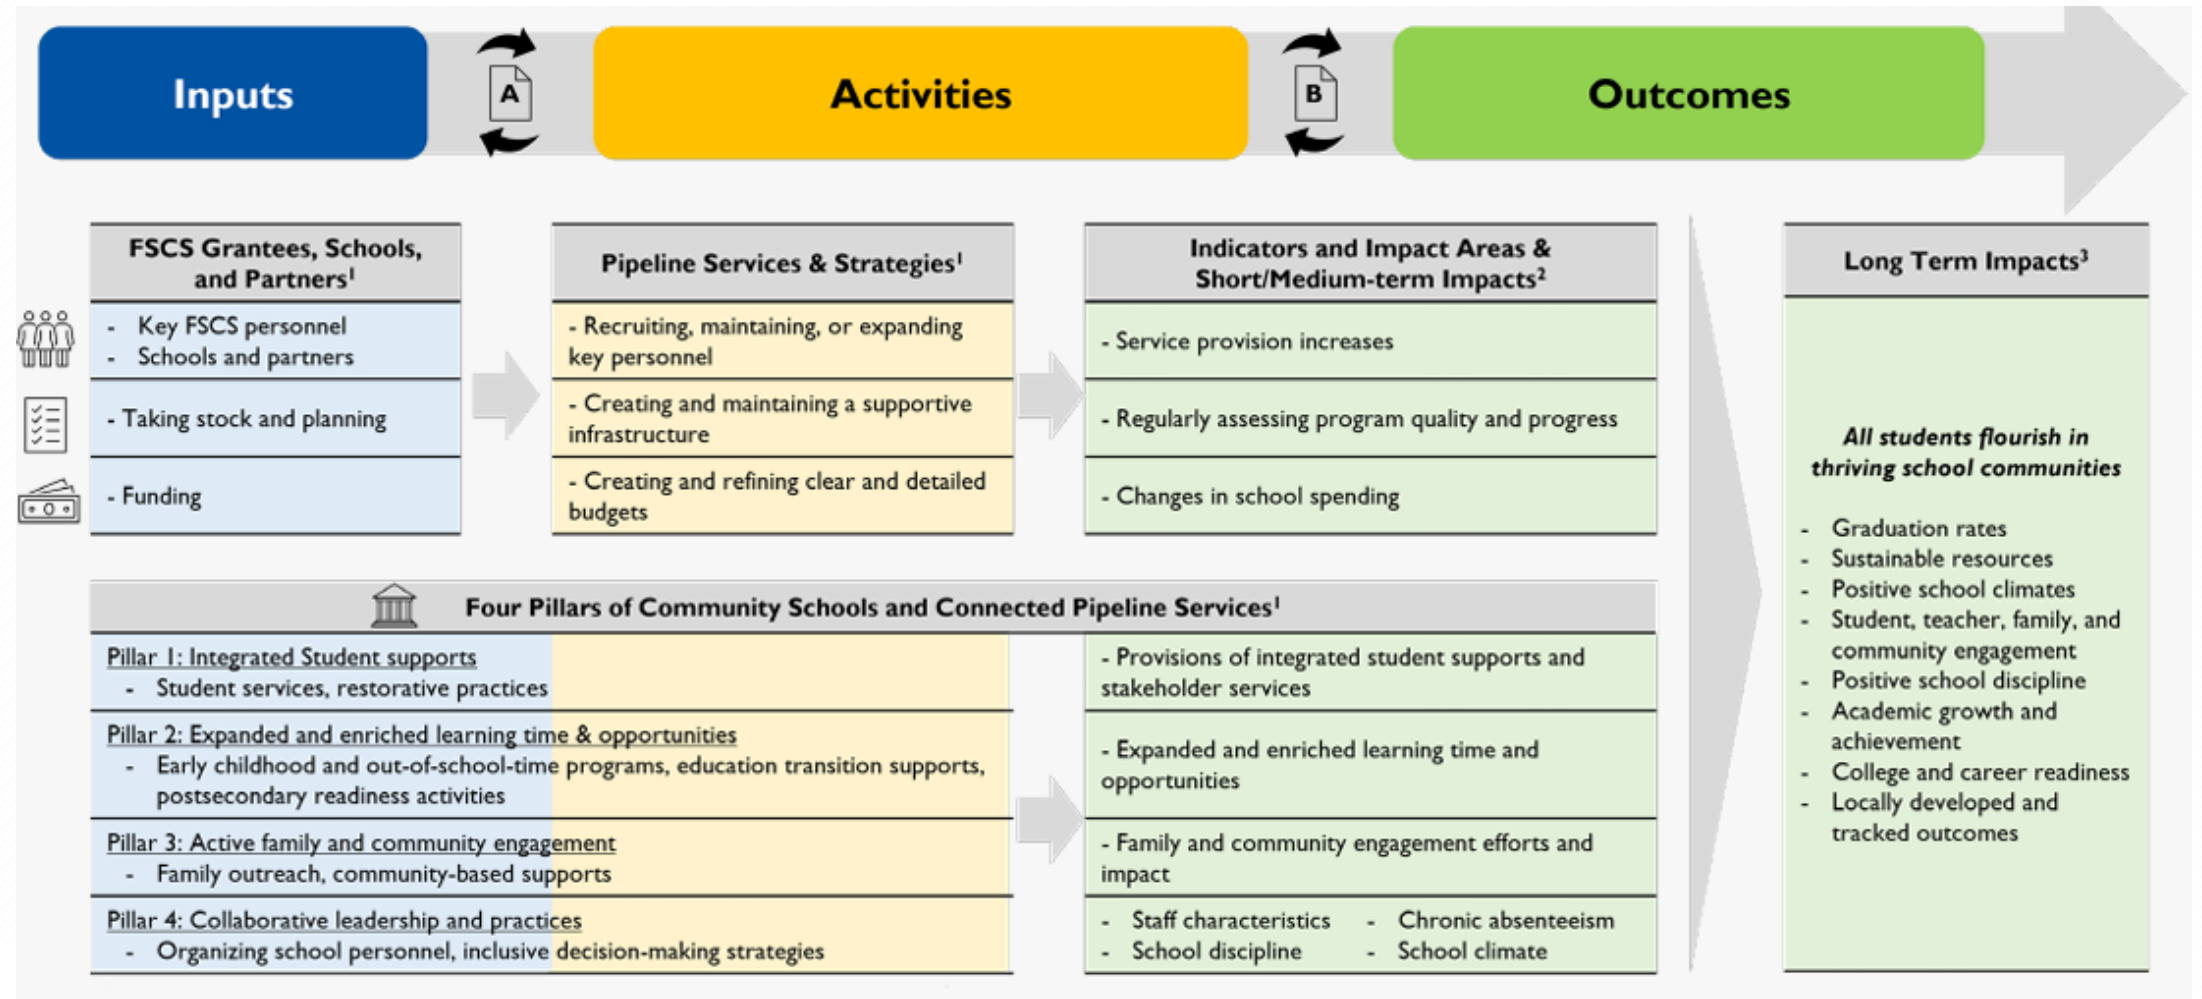 Inputs
A
Activities
B
Outcomes
FSCS Grantees, Schools,
and Partners¹
- Key FSCS personnel
- Schools and partners
- Taking stock and planning
- Funding
Pipeline Services & Strategies¹
- Recruiting, maintaining, or expanding
key personnel
- Creating and maintaining a supportive
infrastructure
- Creating and refining clear and detailed
budgets
Indicators and Impact Areas &
Short/Medium-term Impacts²
- Service provision increases
- Regularly assessing program quality and progress
- Changes in school spending
Four Pillars of Community Schools and Connected Pipeline Services¹
Pillar 1: Integrated Student supports
- Student services, restorative practices
Pillar 2: Expanded and enriched learning time & opportunities
- Early childhood and out-of-school-time programs, education transition supports,
postsecondary readiness activities
Pillar 3: Active family and community engagement
- Family outreach, community-based supports
Pillar 4: Collaborative leadership and practices
- Organizing school personnel, inclusive decision-making strategies
- Provisions of integrated student supports and
stakeholder services
- Expanded and enriched learning time and
opportunities
- Family and community engagement efforts and
impact
- Staff characteristics - Chronic absenteeism
- School discipline - School climate
Long Term Impacts³
All students flourish in
thriving school communities
- Graduation rates
- Sustainable resources
- Positive school climates
- Student, teacher, family, and
community engagement
- Positive school discipline
- Academic growth and
achievement
- College and career readiness
- Locally developed and
tracked outcomes